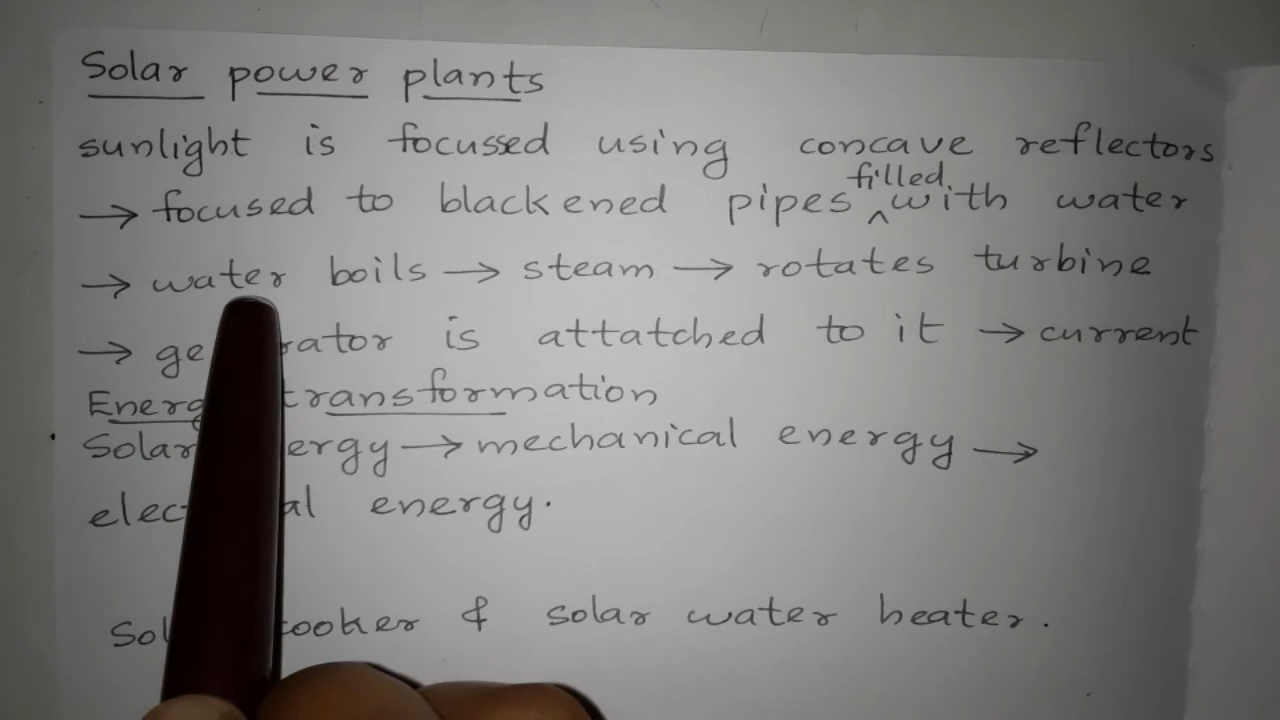 Solar power plants
sunlight is focussed using concave reflectors
→ focused to blackened pipes filled with water
→ water boils → steam → rotates turbine
→ is attatched to it → current
transformation
→ mechanical energy →
energy.
& solar water heater.